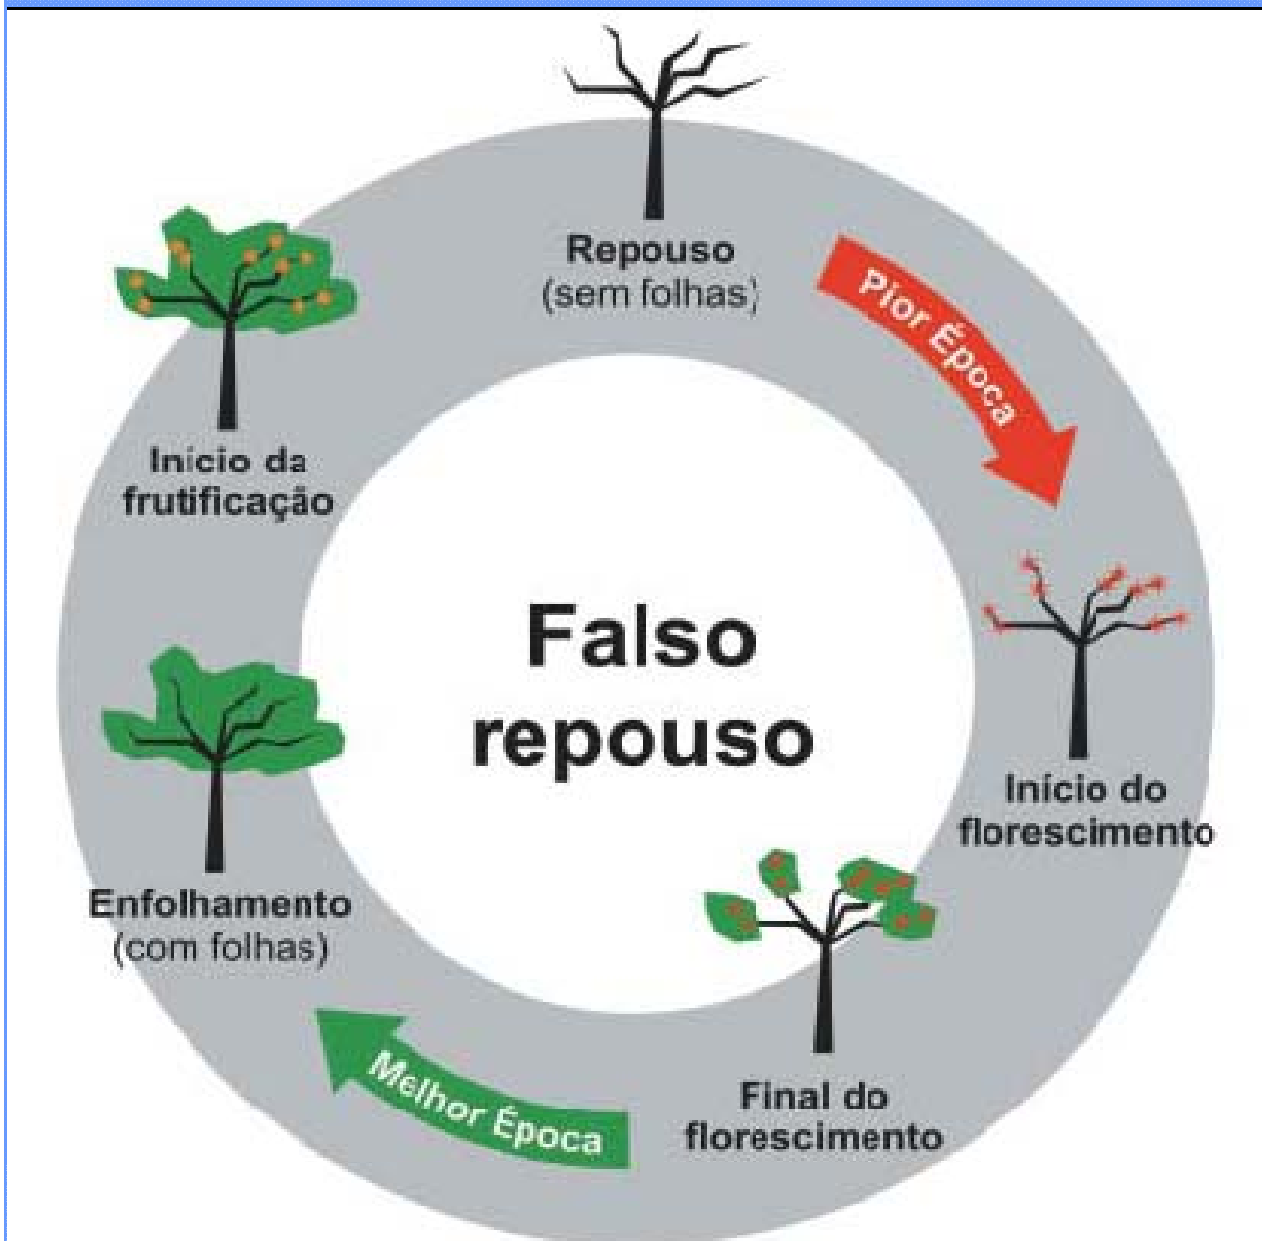 Repouso
(sem folhas)
Pior Época
Início do
florescimento
Final do
florescimento
Melhor Época
Enfolhamento
(com folhas)
Início da
frutificação
Falso
repouso